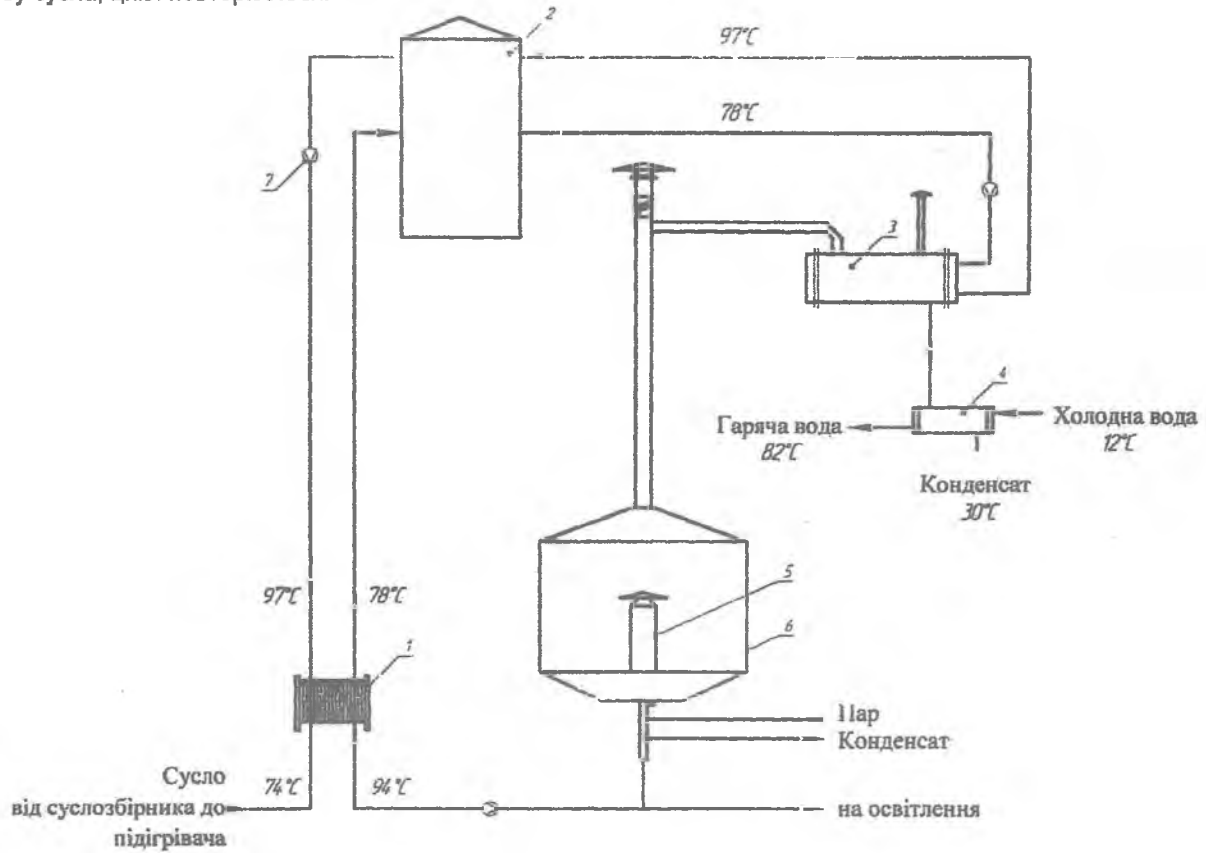 2
97°C
78°C
7
3
4
Гаряча вода
82°C
Холодна вода
12°C
Конденсат
30°C
5
6
97°C
78°C
1
Пар
Конденсат
Сусло
від суслозбірника до
підігрівача
74°C
94°C
на освітлення